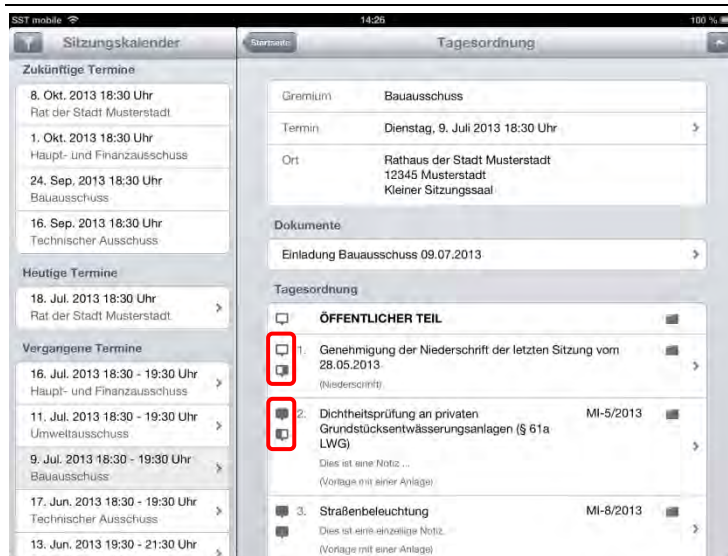 SST mobile 14:26 100 %
Sitzungskalender
Zukünftige Termine
8. Okt. 2013 18:30 Uhr
Rat der Stadt Musterstadt
1. Okt. 2013 18:30 Uhr
Haupt- und Finanzausschuss
24. Sep. 2013 18:30 Uhr
Bauausschuss
16. Sep. 2013 18:30 Uhr
Technischer Ausschuss
Heutige Termine
18. Jul. 2013 18:30 Uhr
Rat der Stadt Musterstadt
Vergangene Termine
16. Jul. 2013 18:30 - 19:30 Uhr
Haupt- und Finanzausschuss
11. Jul. 2013 18:30 - 19:30 Uhr
Umweltausschuss
9. Jul. 2013 18:30 - 19:30 Uhr
Bauausschuss
17. Jun. 2013 18:30 - 19:30 Uhr
Technischer Ausschuss
13. Jun. 2013 19:30 - 21:30 Uhr
Startseite
Tagesordnung
Gremium Bauausschuss
Termin Dienstag, 9. Juli 2013 18:30 Uhr
Ort Rathaus der Stadt Musterstadt
12345 Musterstadt
Kleiner Sitzungssaal
Dokumente
Einladung Bauausschuss 09.07.2013
Tagesordnung
ÖFFENTLICHER TEIL
1. Genehmigung der Niederschrift der letzten Sitzung vom
28.05.2013
(Niederschrift)
2. Dichtheitsprüfung an privaten MI-5/2013
Grundstücksentwässerungsanlagen (§ 61a
LWG)
Dies ist eine Notiz ...
(Vorlage mit einer Anlage)
3. Straßenbeleuchtung MI-8/2013
Dies ist eine einzeilige Notiz.
(Vorlage mit einer Anlage)